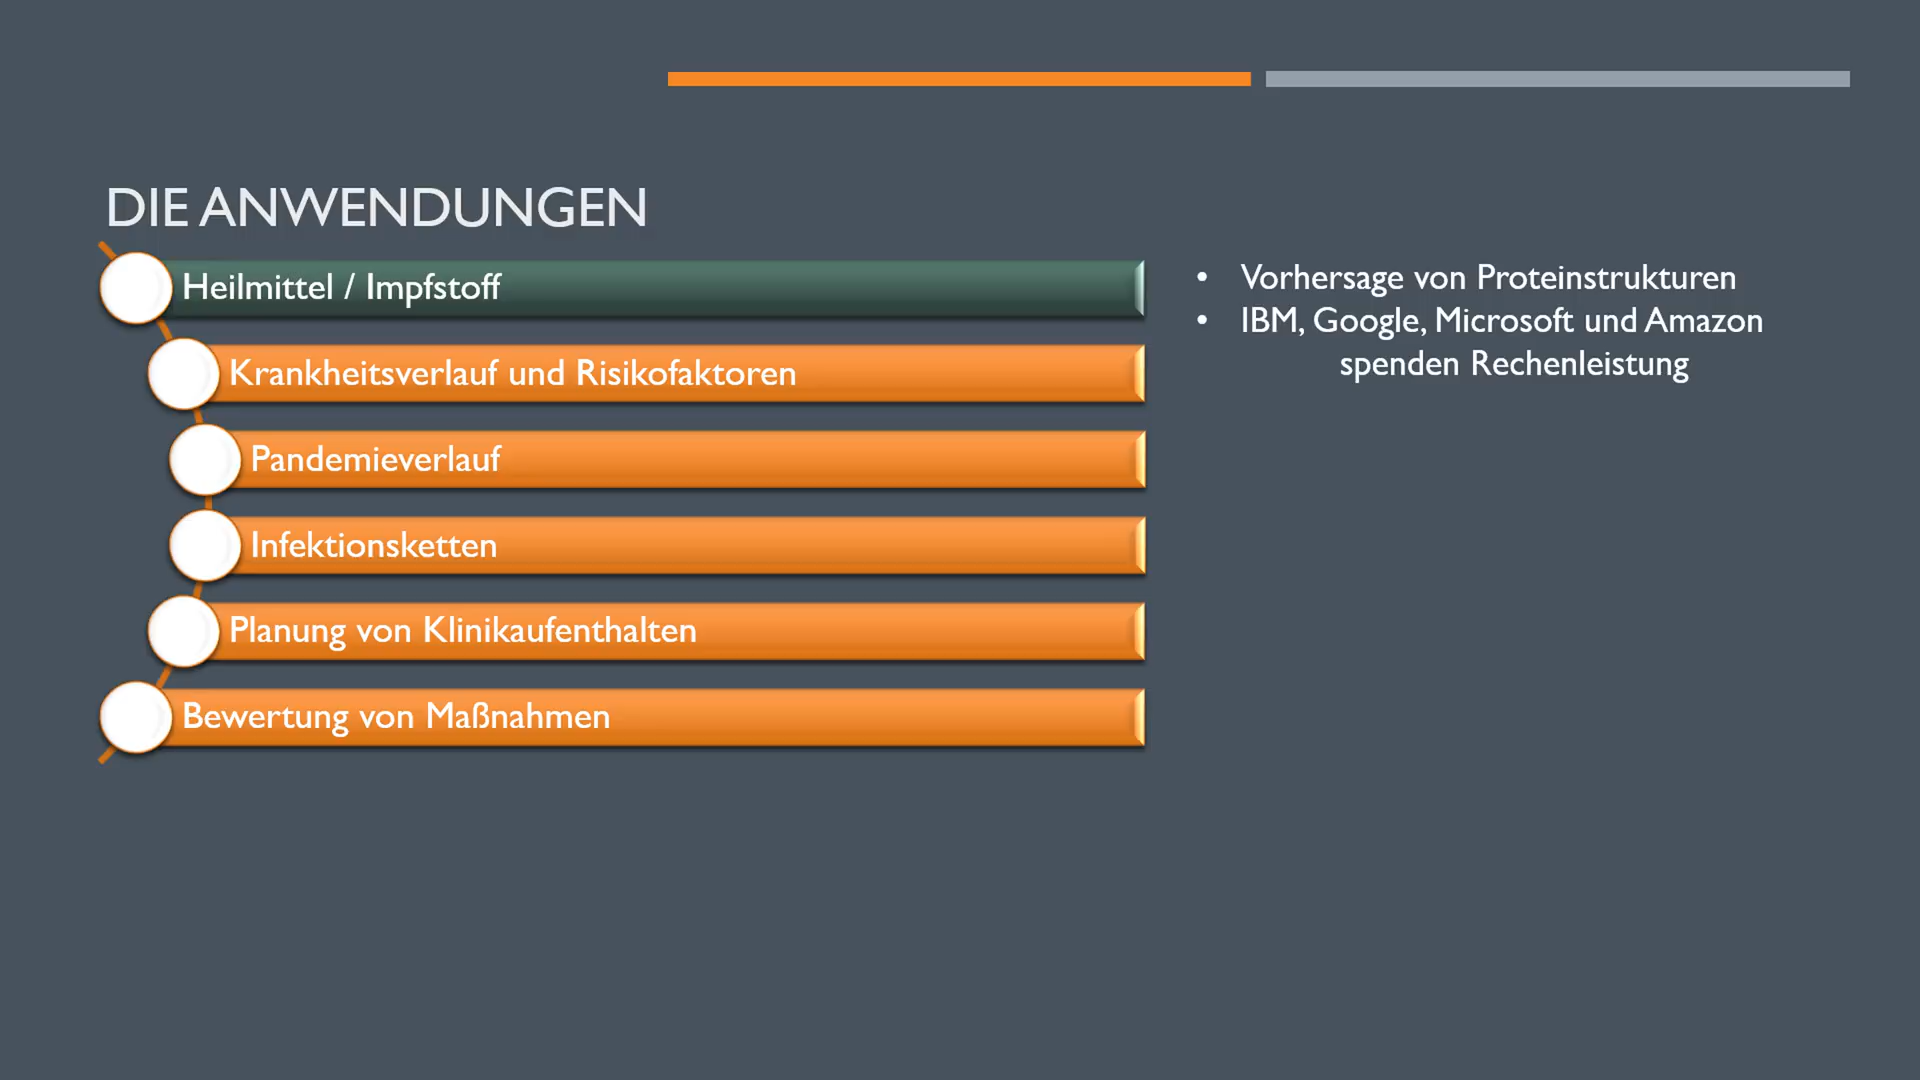 DIE ANWENDUNGEN
Heilmittel / Impfstoff
Krankheitsverlauf und Risikofaktoren
Pandemieverlauf
Infektionsketten
Planung von Klinikaufenthalten
Bewertung von Maßnahmen
• Vorhersage von Proteinstrukturen
• IBM, Google, Microsoft und Amazon
spenden Rechenleistung